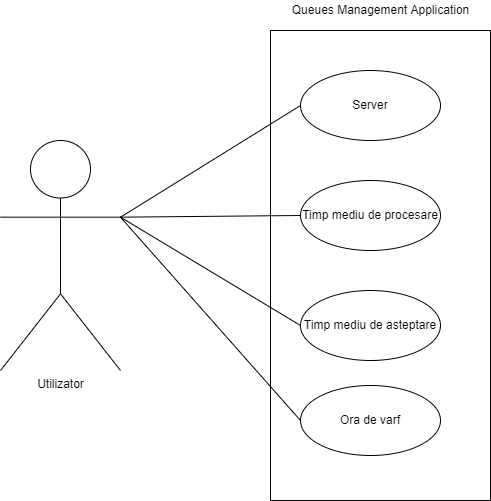 Queues Management Application
Server
Timp mediu de procesare
Timp mediu de asteptare
Utilizator
Ora de varf